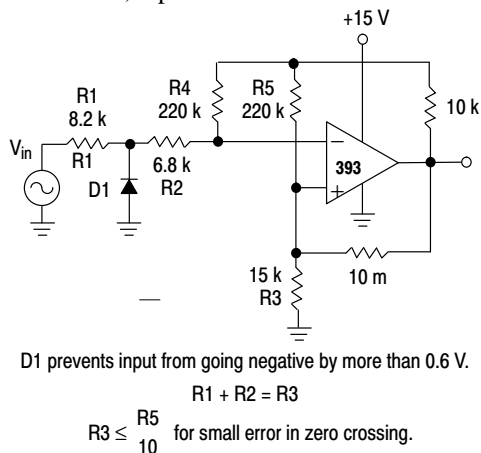 +15 V
R4
220 k
R5
220 k
10 k
R1
8.2 k
Vin
R1
6.8 k
R2
D1
−
393
+
15 k
R3
10 m
D1 prevents input from going negative by more than 0.6 V.
R1 + R2 = R3
R3 ≤ R5/10 for small error in zero crossing.